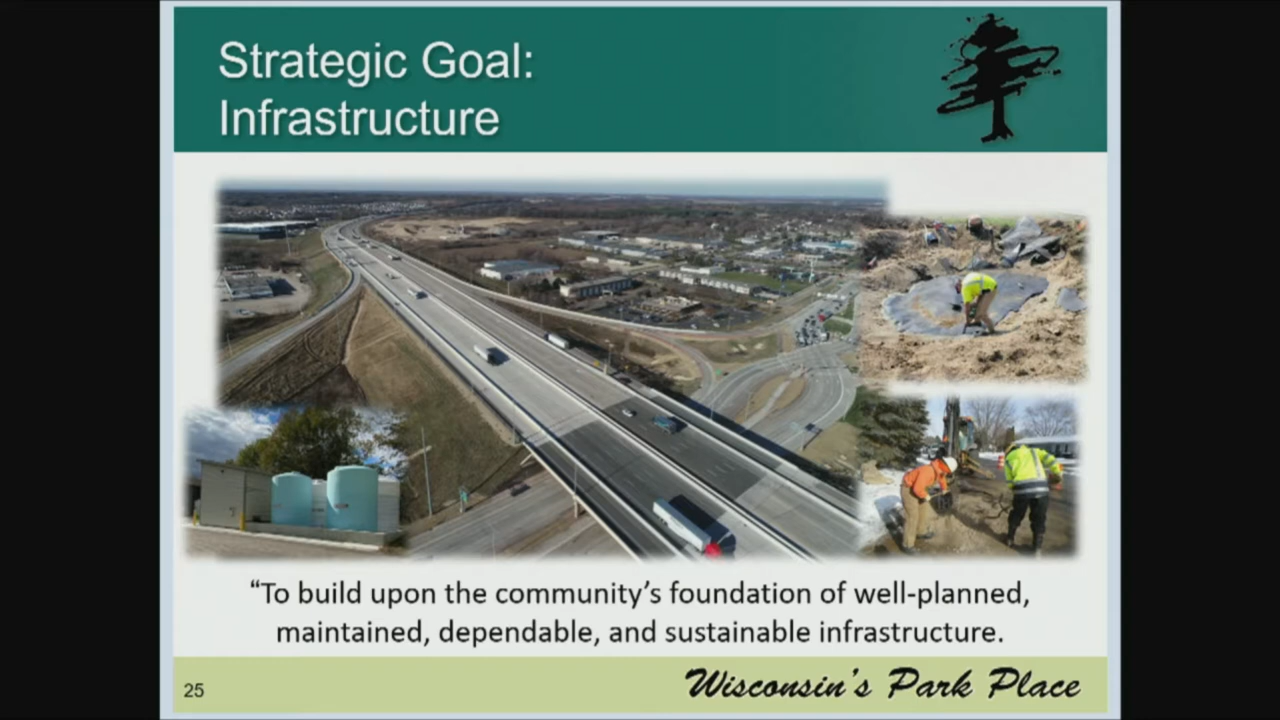 Strategic Goal:
Infrastructure
“To build upon the community’s foundation of well-planned,
maintained, dependable, and sustainable infrastructure.
25
Wisconsin's Park Place